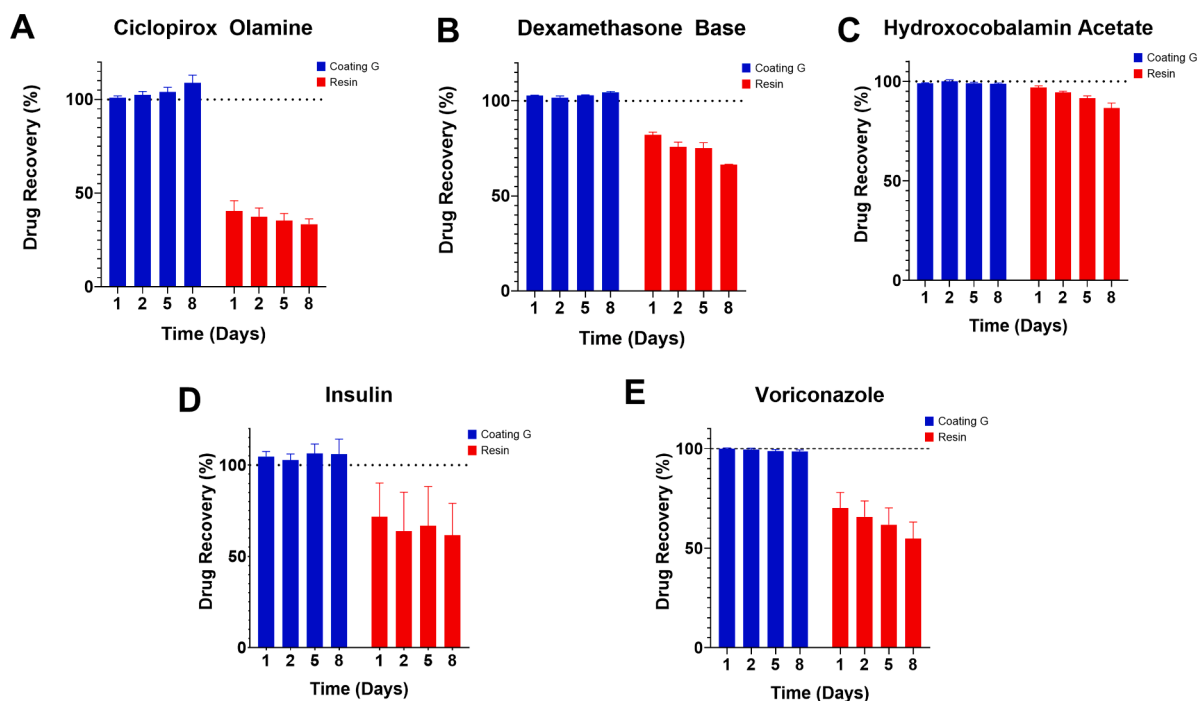 A
Ciclopirox Olamine
Coating G
Resin
Drug Recovery (%)
100
50
0
1 2 5 8 1 2 5 8
Time (Days)
B
Dexamethasone Base
Coating G
Resin
Drug Recovery (%)
100
50
0
1 2 5 8 1 2 5 8
Time (Days)
C
Hydroxocobalamin Acetate
Coating G
Resin
Drug Recovery (%)
100
50
0
1 2 5 8 1 2 5 8
Time (Days)
D
Insulin
Coating G
Resin
Drug Recovery (%)
100
50
0
1 2 5 8 1 2 5 8
Time (Days)
E
Voriconazole
Coating G
Resin
Drug Recovery (%)
100
50
0
1 2 5 8 1 2 5 8
Time (Days)